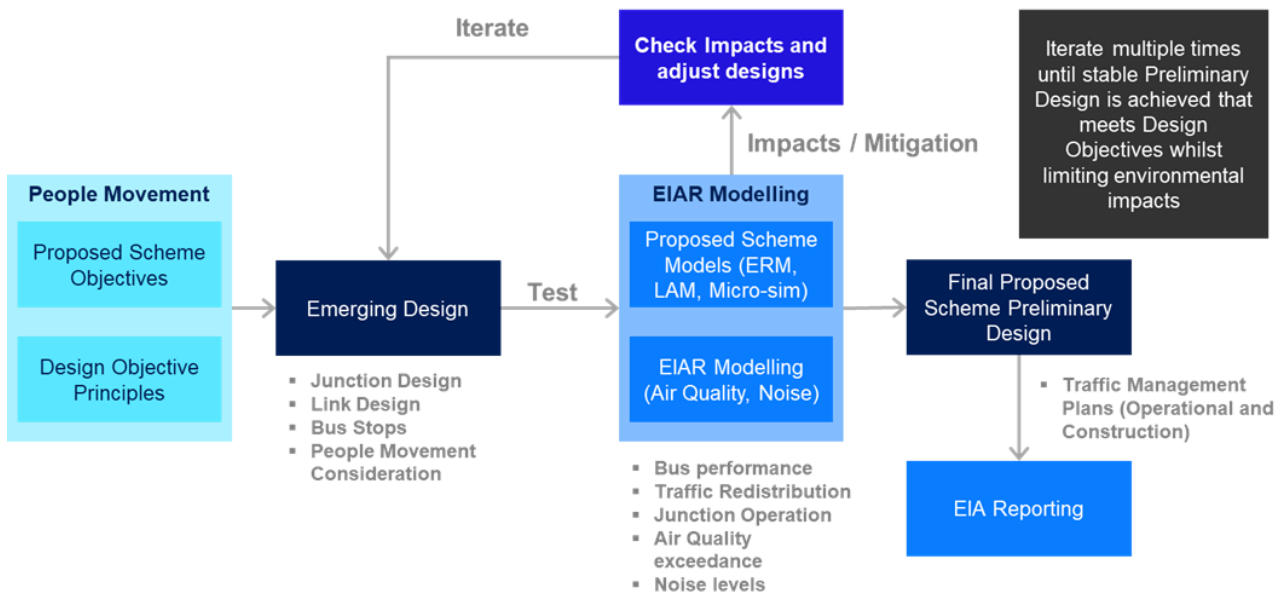 Iterate
Check Impacts and
adjust designs
Iterate multiple times
until stable Preliminary
Design is achieved that
meets Design
Objectives whilst
limiting environmental
impacts
Impacts / Mitigation
People Movement
Proposed Scheme
Objectives
Design Objective
Principles
Emerging Design
▪ Junction Design
▪ Link Design
▪ Bus Stops
▪ People Movement
Consideration
Test
EIAR Modelling
Proposed Scheme
Models (ERM,
LAM, Micro-sim)
EIAR Modelling
(Air Quality, Noise)
▪ Bus performance
▪ Traffic Redistribution
▪ Junction Operation
▪ Air Quality
exceedance
▪ Noise levels
Final Proposed
Scheme Preliminary
Design
▪ Traffic Management
Plans (Operational and
Construction)
EIA Reporting